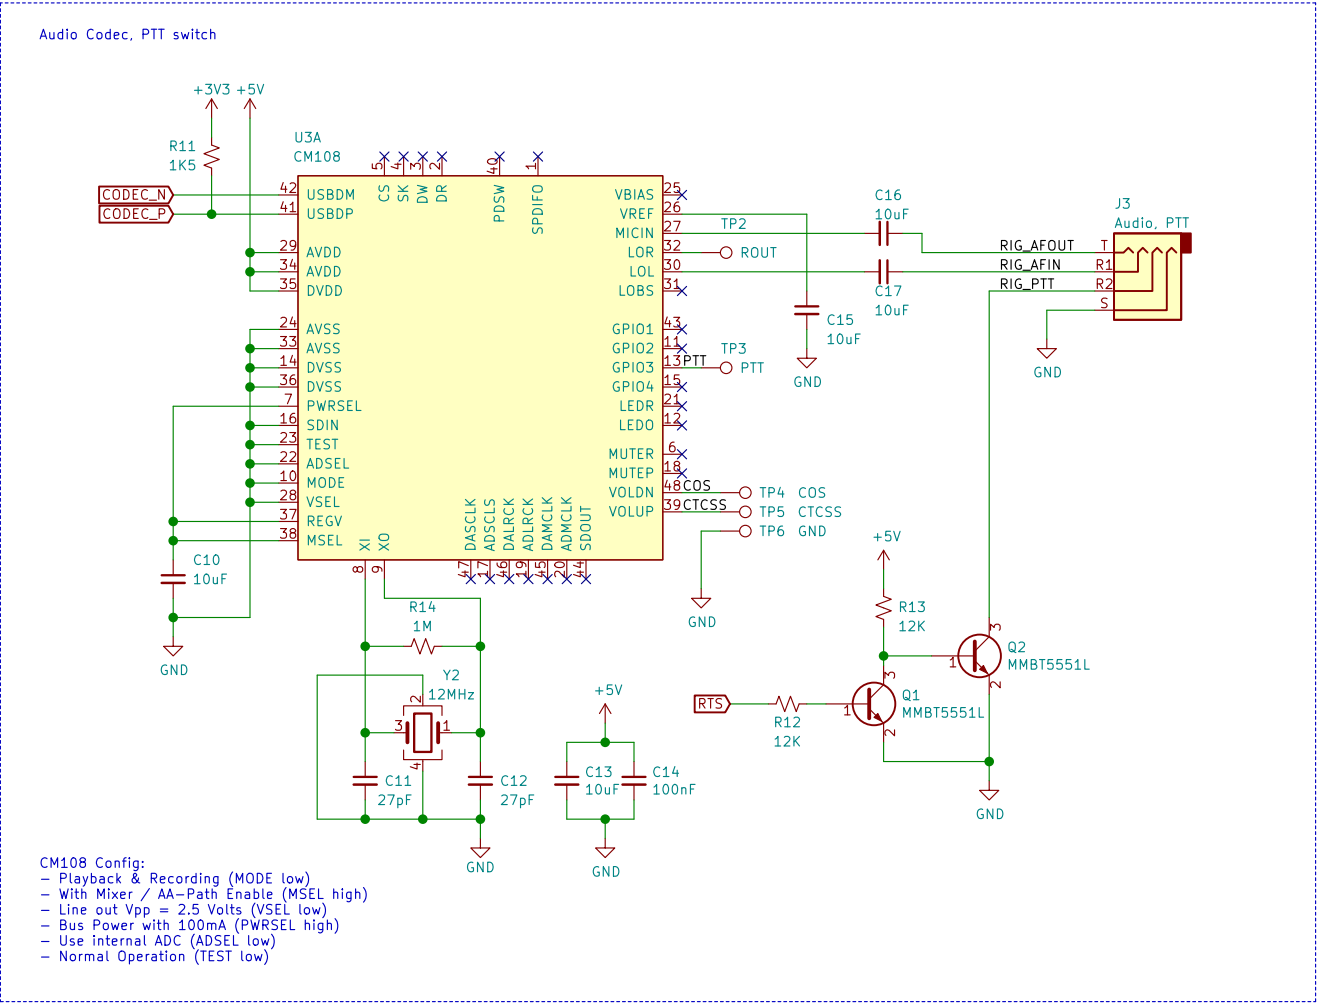 Audio Codec, PTT switch
+3V3 +5V
R11
1K5
U3A
CM108
CODEC_N
CODEC_P
5 4 3 2 40 1
CS SK DW DR PDSW SPDIFO
42 USBDM
41 USBDP
29 AVDD
34 AVDD
35 DVDD
24 AVSS
33 AVSS
14 DVSS
36 DVSS
7 PWRSEL
16 SDIN
23 TEST
22 ADSEL
10 MODE
28 VSEL
37 REGV
38 MSEL
VBIAS 25
VREF 26
MICIN 27
LOR 32
LOL 30
LOBS 31
GPIO1 43
GPIO2 11
GPIO3 13 PTT
GPIO4 15
LEDR 21
LEDO 12
MUTER 6
MUTEP 18
VOLDN 48 COS
VOLUP 39 CTCSS
XI XO DASCLK ADSCLS DALRCK ADLRCK DAMCLK ADMCLK SDOUT
8 9 47 17 46 19 45 20 44
TP2
ROUT
TP3
PTT
TP4 COS
TP5 CTCSS
TP6 GND
GND
C16
10uF
C17
10uF
C15
10uF
GND
J3
Audio, PTT
RIG_AFOUT T
RIG_AFIN R1
RIG_PTT R2
S
GND
C10
10uF
GND
R14
1M
Y2
12MHz
2
3 1
4
C11
27pF
C12
27pF
GND
+5V
C13
10uF
C14
100nF
GND
+5V
R13
12K
RTS
R12
12K
1 3 2
Q1
MMBT5551L
1 3 2
Q2
MMBT5551L
GND
CM108 Config:
- Playback & Recording (MODE low)
- With Mixer / AA-Path Enable (MSEL high)
- Line out Vpp = 2.5 Volts (VSEL low)
- Bus Power with 100mA (PWRSEL high)
- Use internal ADC (ADSEL low)
- Normal Operation (TEST low)